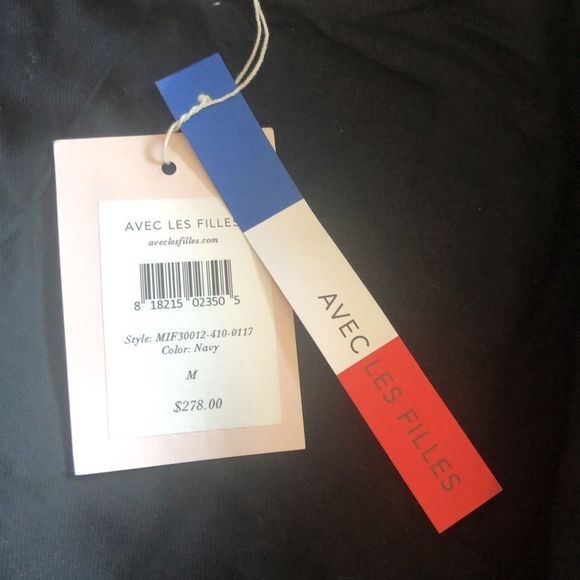 AVEC LES FILLES
aveclesfilles.com
8 18215 02350 5
Style: MIF30012-410-0117
Color: Navy
M
$278.00
AVEC LES FILLES